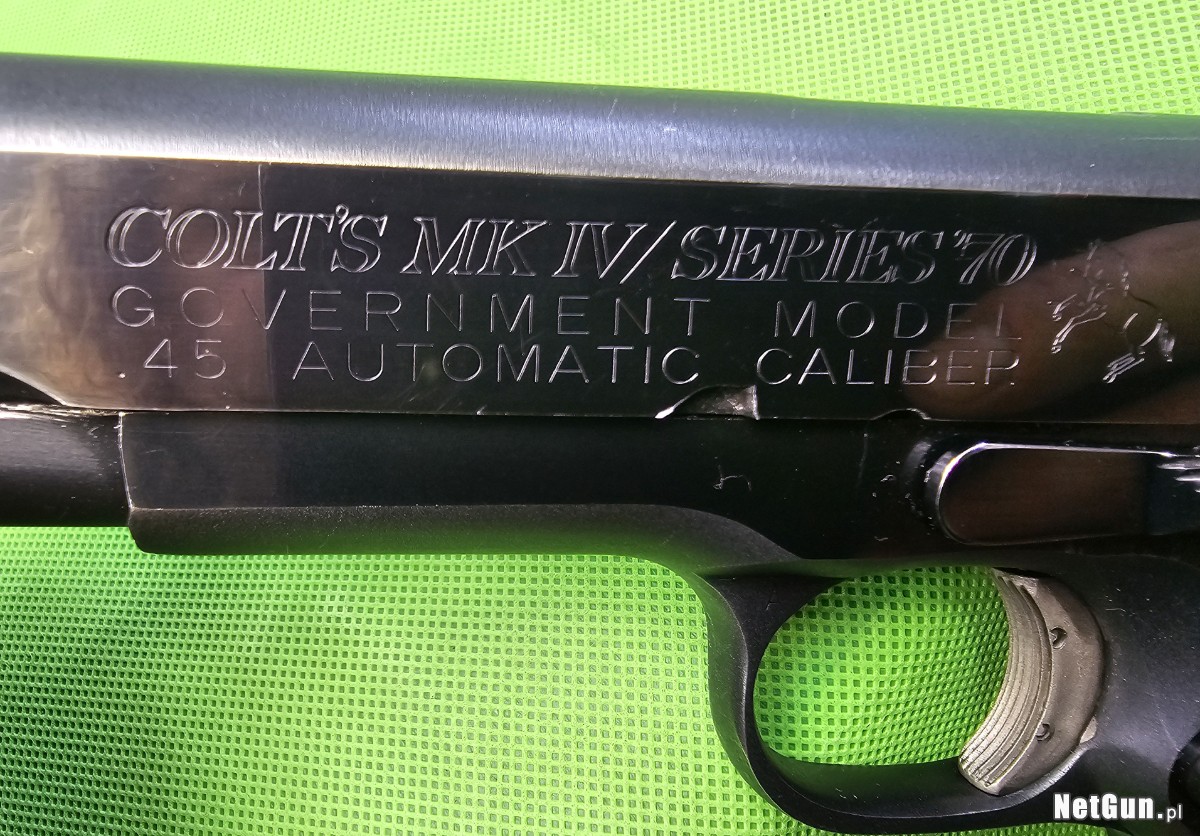 COLT'S MK IV/SERIES '70
GOVERNMENT MODEL
.45 AUTOMATIC CALIBER
NetGun.pl